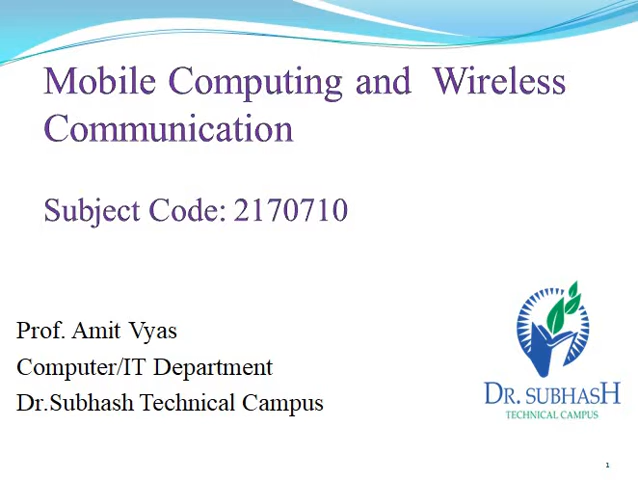 Mobile Computing and Wireless
Communication
Subject Code: 2170710
Prof. Amit Vyas
Computer/IT Department
Dr.Subhash Technical Campus
DR. SUBHASH
TECHNICAL CAMPUS
1